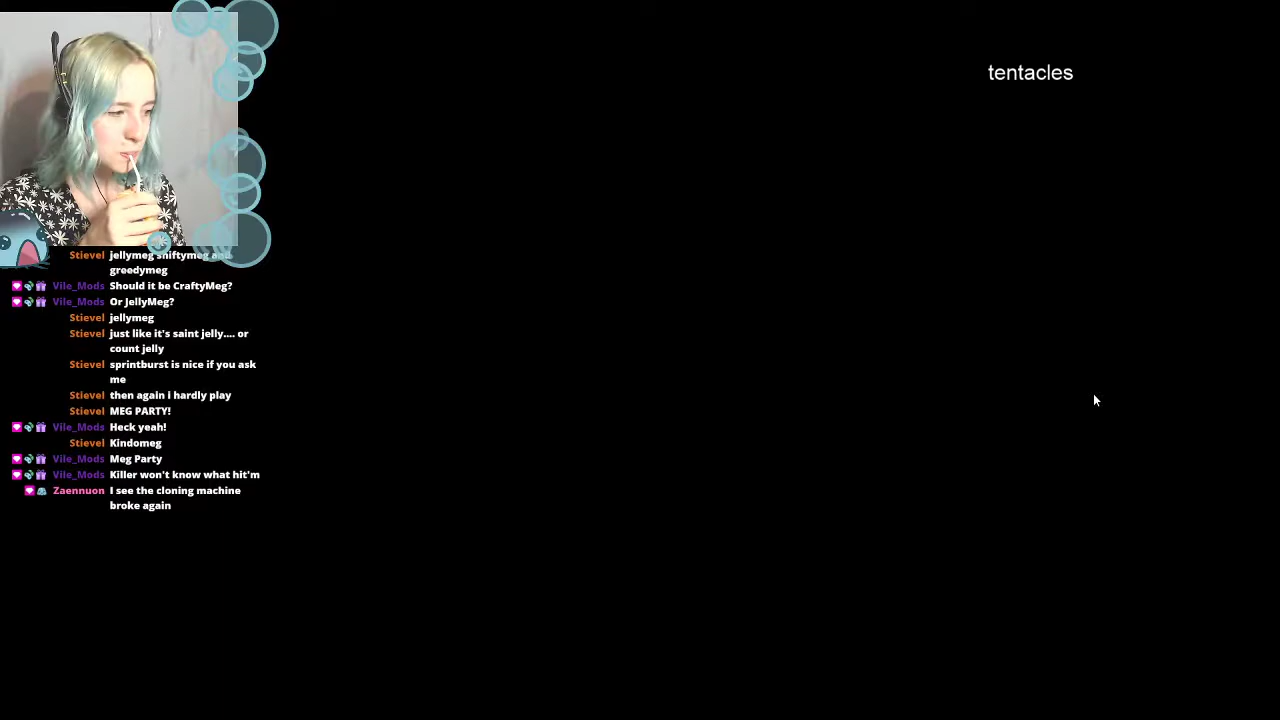 tentacles
Stievel jellymeg shiftymeg and
greedymeg
Vile_Mods Should it be CraftyMeg?
Vile_Mods Or JellyMeg?
Stievel jellymeg
Stievel just like it's saint jelly.... or
count jelly
Stievel sprintburst is nice if you ask
me
Stievel then again i hardly play
Stievel MEG PARTY!
Vile_Mods Heck yeah!
Stievel Kindomeg
Vile_Mods Meg Party
Vile_Mods Killer won't know what hit'm
Zaennuon I see the cloning machine
broke again